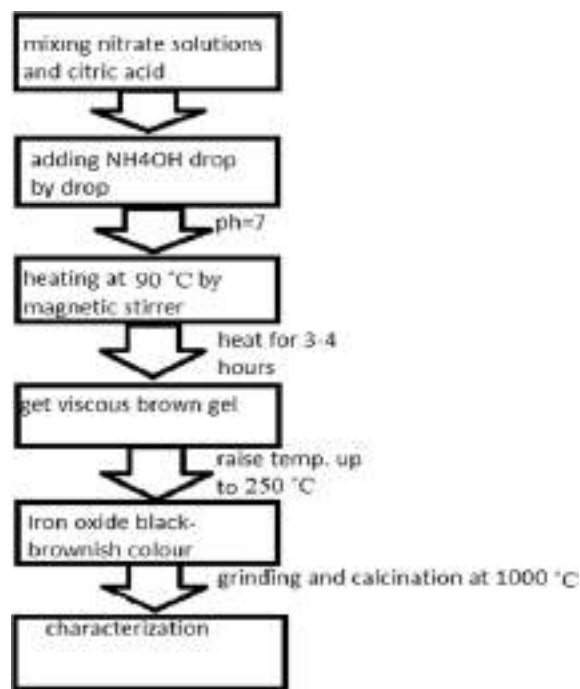 mixing nitrate solutions
and citric acid
adding NH4OH drop
by drop
ph=7
heating at 90 °C by
magnetic stirrer
heat for 3-4
hours
get viscous brown gel
raise temp. up
to 250 °C
Iron oxide black-
brownish colour
grinding and calcination at 1000 °C
characterization